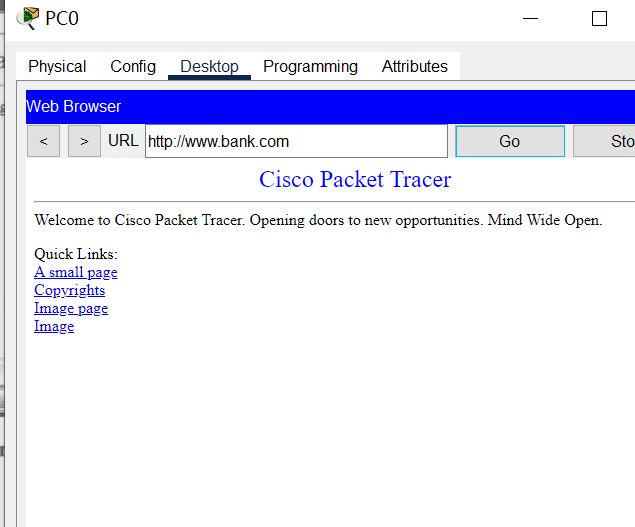 PC0
Physical Config Desktop Programming Attributes
Web Browser
< > URL http://www.bank.com Go Sto
Cisco Packet Tracer
Welcome to Cisco Packet Tracer. Opening doors to new opportunities. Mind Wide Open.
Quick Links:
A small page
Copyrights
Image page
Image